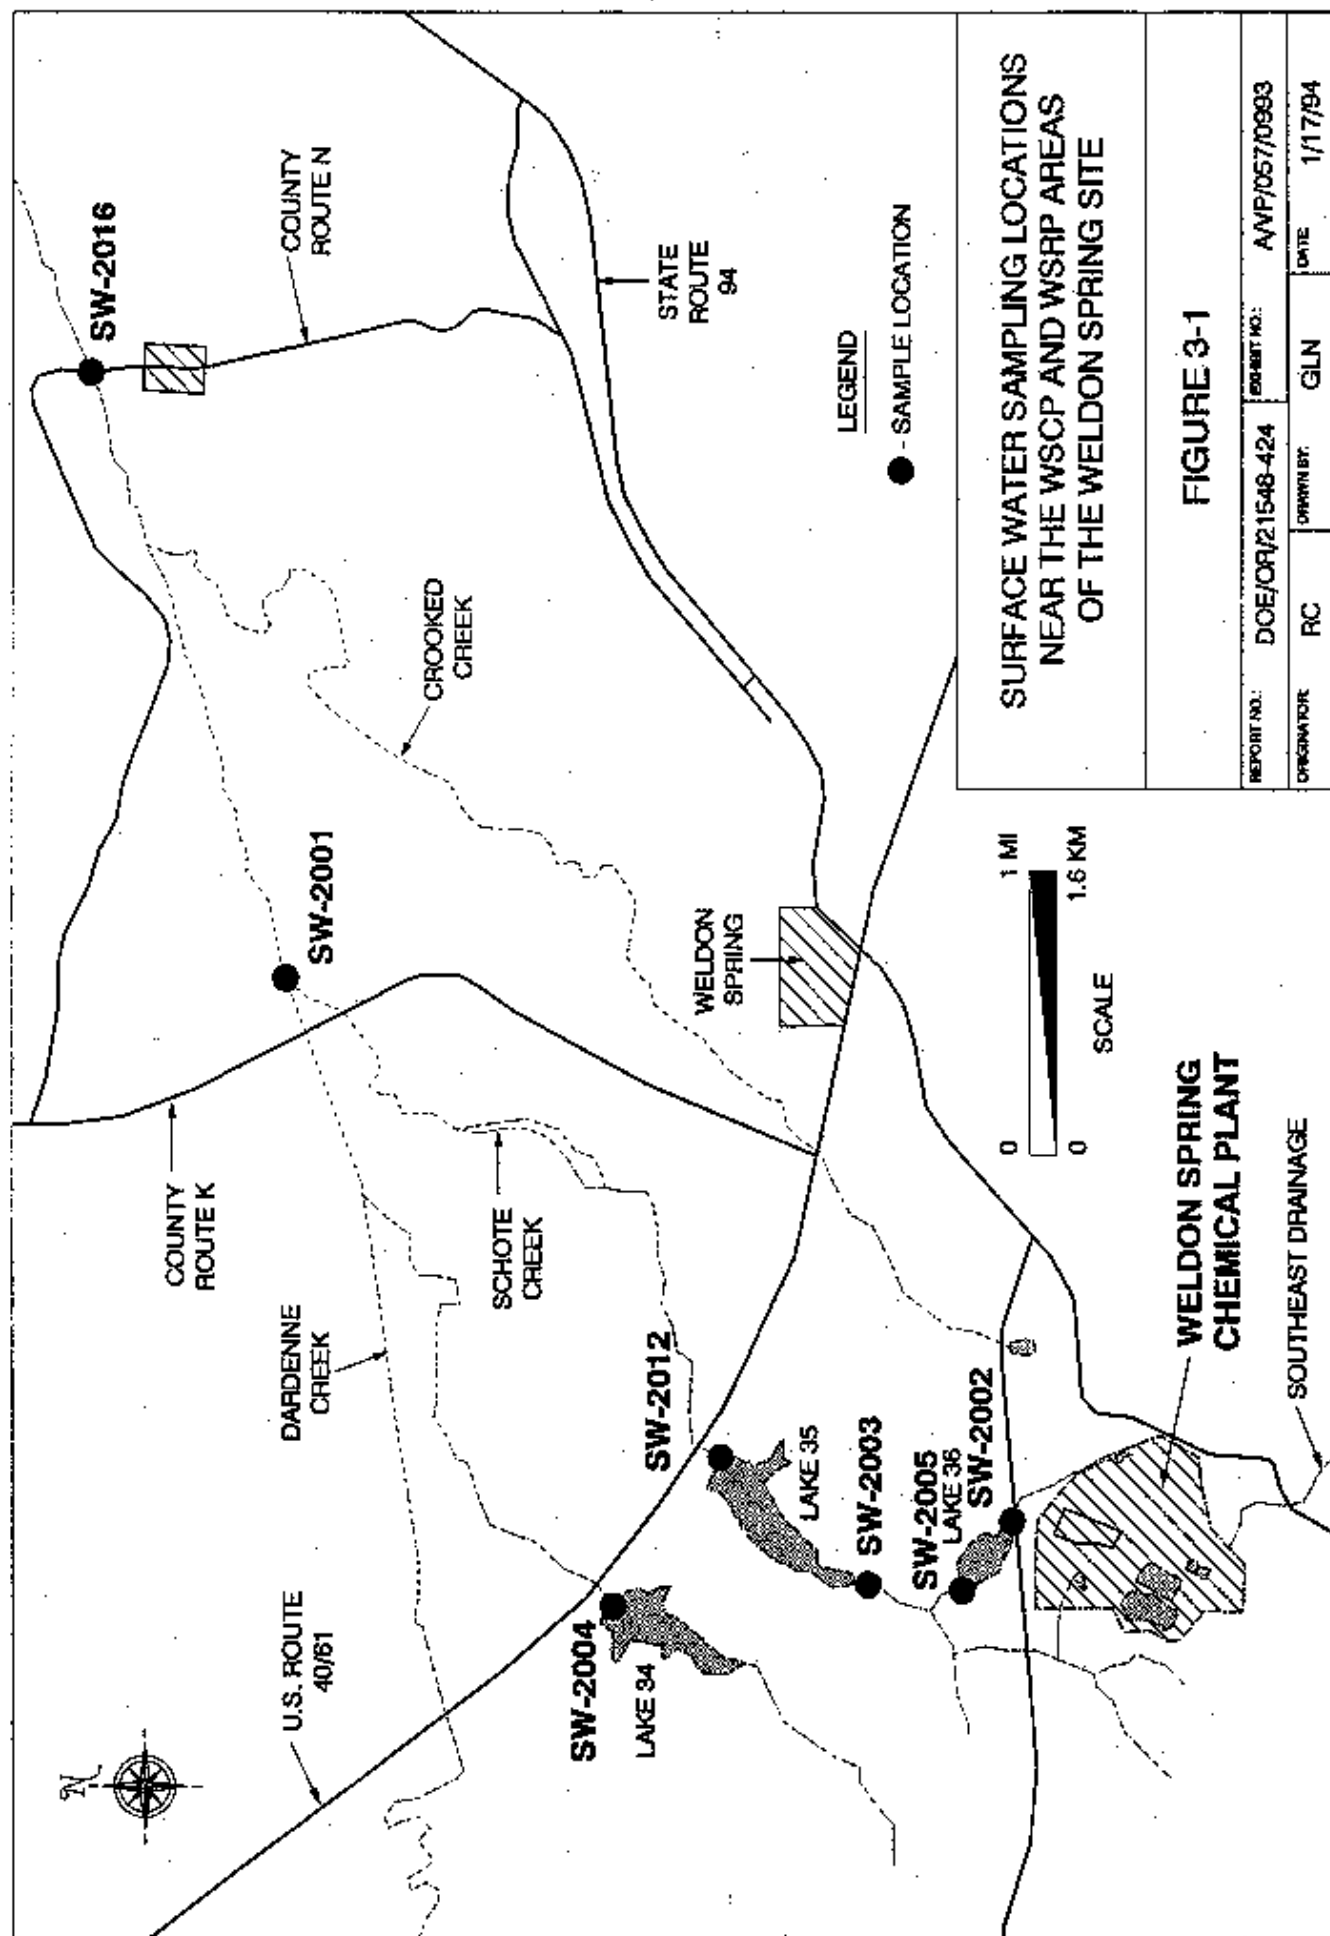 N
U.S. ROUTE
40/61
DARDENNE
CREEK
COUNTY
ROUTE K
SW-2001
SW-2016
COUNTY
ROUTE N
SCHOTE
CREEK
CROOKED
CREEK
SW-2004
LAKE 34
SW-2012
LAKE 35
SW-2003
SW-2005
LAKE 36
SW-2002
WELDON
SPRING
STATE
ROUTE
94
LEGEND
- SAMPLE LOCATION
0
1 MI
0
1.6 KM
SCALE
WELDON SPRING
CHEMICAL PLANT
SOUTHEAST DRAINAGE
SURFACE WATER SAMPLING LOCATIONS
NEAR THE WSCP AND WSRP AREAS
OF THE WELDON SPRING SITE
FIGURE 3-1
REPORT NO.: DOE/OR/21548-424 EXHIBIT NO.: A/VP/057/0993
ORIGINATOR: RC DRAWN BY: GLN DATE 1/17/94